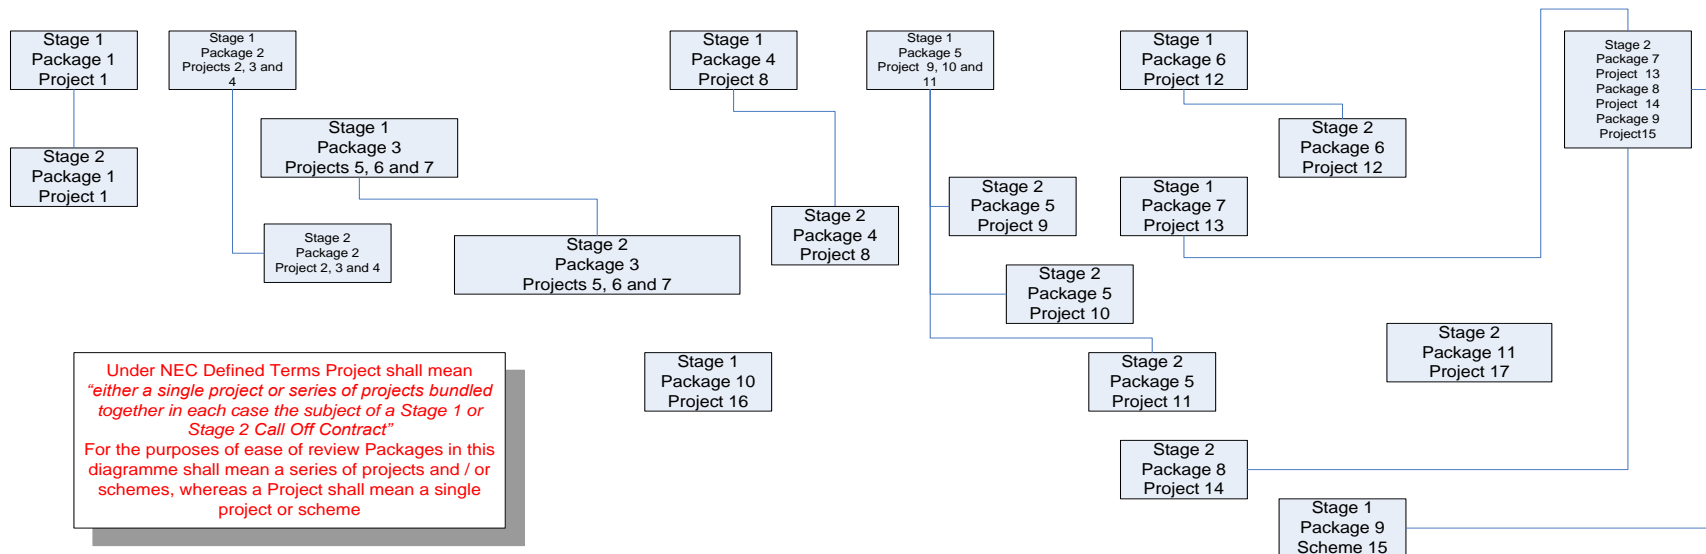 Stage 1
Package 1
Project 1
Stage 1
Package 2
Projects 2, 3 and
4
Stage 1
Package 4
Project 8
Stage 1
Package 5
Project  9, 10 and
11
Stage 1
Package 6
Project 12
Stage 2
Package 7
Project  13
Package 8
Project  14
Package 9
Project15
Stage 1
Package 3
Projects 5, 6 and 7
Stage 2
Package 6
Project 12
Stage 2
Package 1
Project 1
Stage 2
Package 5
Project 9
Stage 1
Package 7
Project 13
Stage 2
Package 4
Project 8
Stage 2
Package 2
Project 2, 3 and 4
Stage 2
Package 3
Projects 5, 6 and 7
Stage 2
Package 5
Project 10
Stage 2
Package 11
Project 17
Under NEC Defined Terms Project shall mean
“either a single project or series of projects bundled
together in each case the subject of a Stage 1 or
Stage 2 Call Off Contract”
For the purposes of ease of review Packages in this
diagramme shall mean a series of projects and / or
schemes, whereas a Project shall mean a single
project or scheme
Stage 1
Package 10
Project 16
Stage 2
Package 5
Project 11
Stage 2
Package 8
Project 14
Stage 1
Package 9
Scheme 15